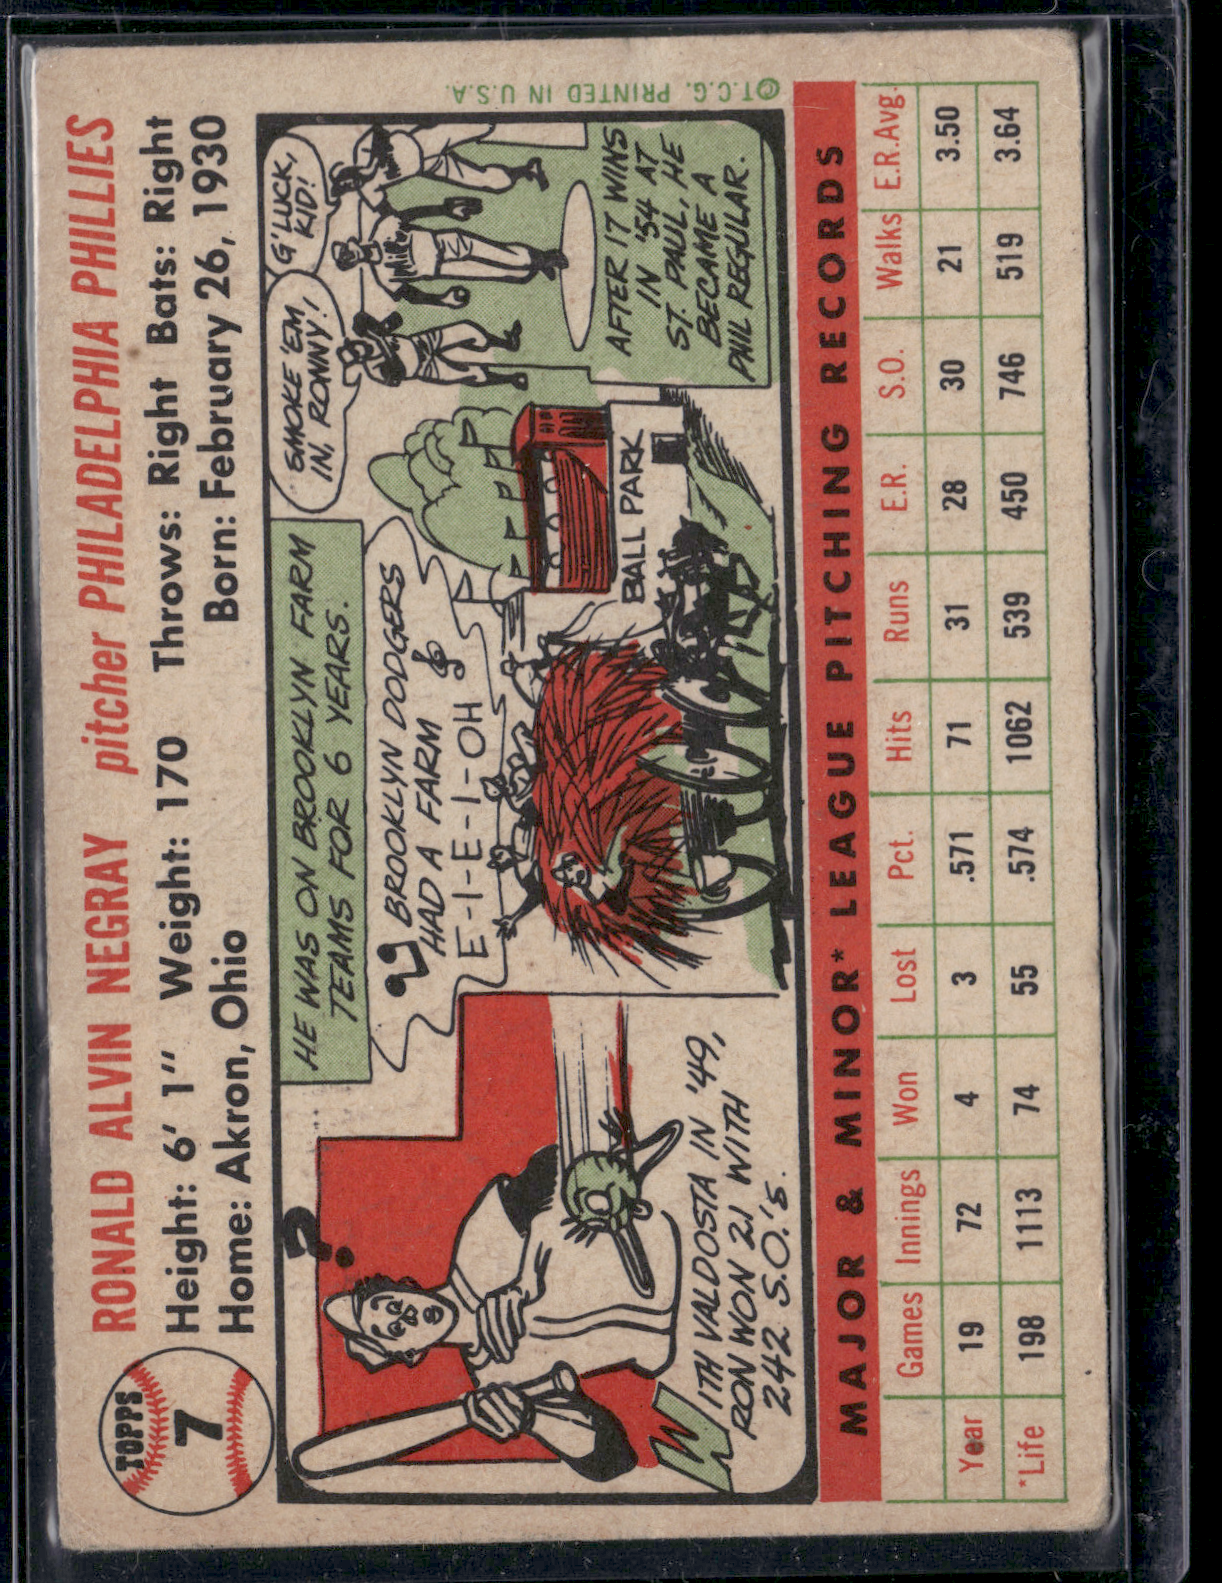 TOPPS
7
RONALD ALVIN NEGRAY pitcher PHILADELPHIA PHILLIES
Height: 6' 1" Weight: 170 Throws: Right Bats: Right
Home: Akron, Ohio Born: February 26, 1930
?
WITH VALDOSTA IN '49,
RON WON 21 WITH
242 S.O.'s.
HE WAS ON BROOKLYN FARM
TEAMS FOR 6 YEARS.
BROOKLYN DODGERS
HAD A FARM
E-I-E-I-OH
BALL PARK
SMOKE 'EM
IN, RONNY!
G'LUCK,
KID!
AFTER 17 WINS
IN '54 AT
ST. PAUL, HE
BECAME A
PHIL REGULAR.
©T.C.G. PRINTED IN U.S.A.
MAJOR & MINOR* LEAGUE PITCHING RECORDS
Games Innings Won Lost Pct. Hits Runs E.R. S.O. Walks E.R.Avg.
Year 19 72 4 3 .571 71 31 28 30 21 3.50
*Life 198 1113 74 55 .574 1062 539 450 746 519 3.64